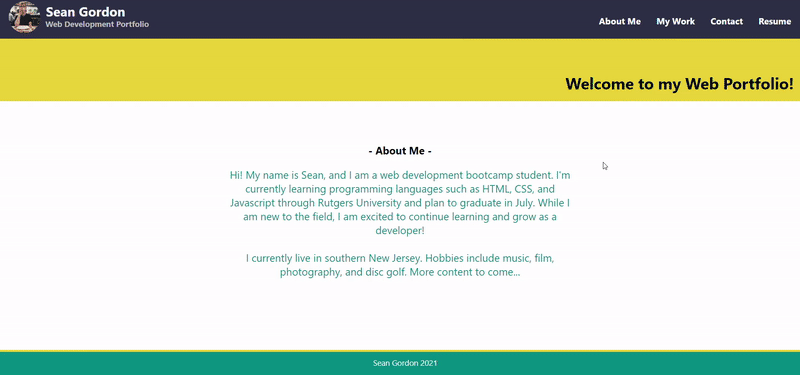 Sean Gordon
Web Development Portfolio
About Me
My Work
Contact
Resume
Welcome to my Web Portfolio!
- About Me -
Hi! My name is Sean, and I am a web development bootcamp student. I'm
currently learning programming languages such as HTML, CSS, and
Javascript through Rutgers University and plan to graduate in July. While I
am new to the field, I am excited to continue learning and grow as a
developer!
I currently live in southern New Jersey. Hobbies include music, film,
photography, and disc golf. More content to come...
Sean Gordon 2021